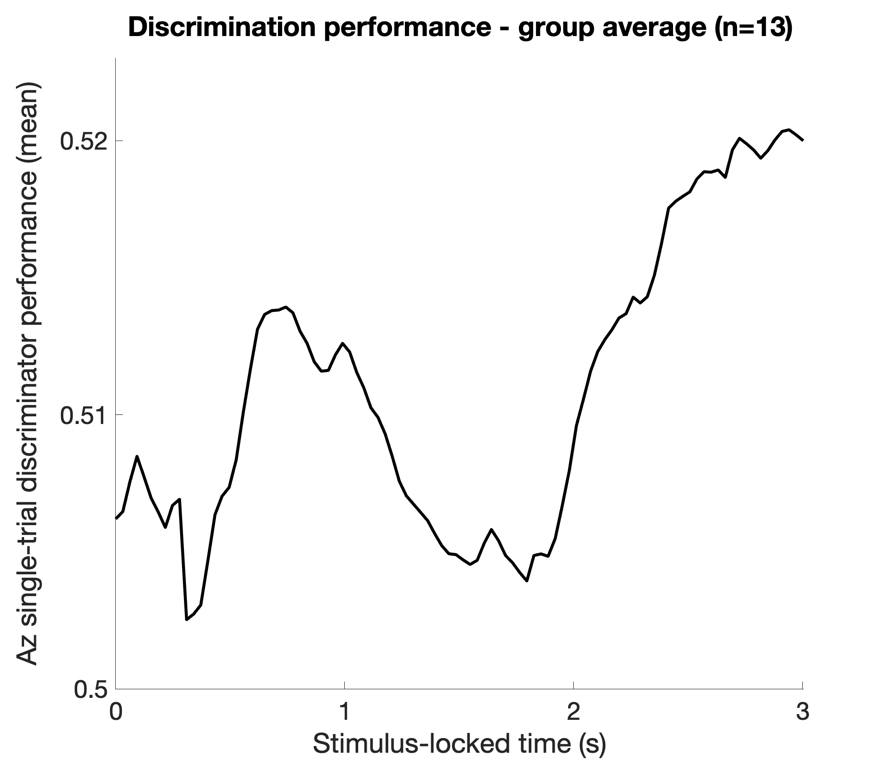 Discrimination performance - group average (n=13)
Az single-trial discriminator performance (mean)
0.52
0.51
0.5
0
1
2
3
Stimulus-locked time (s)